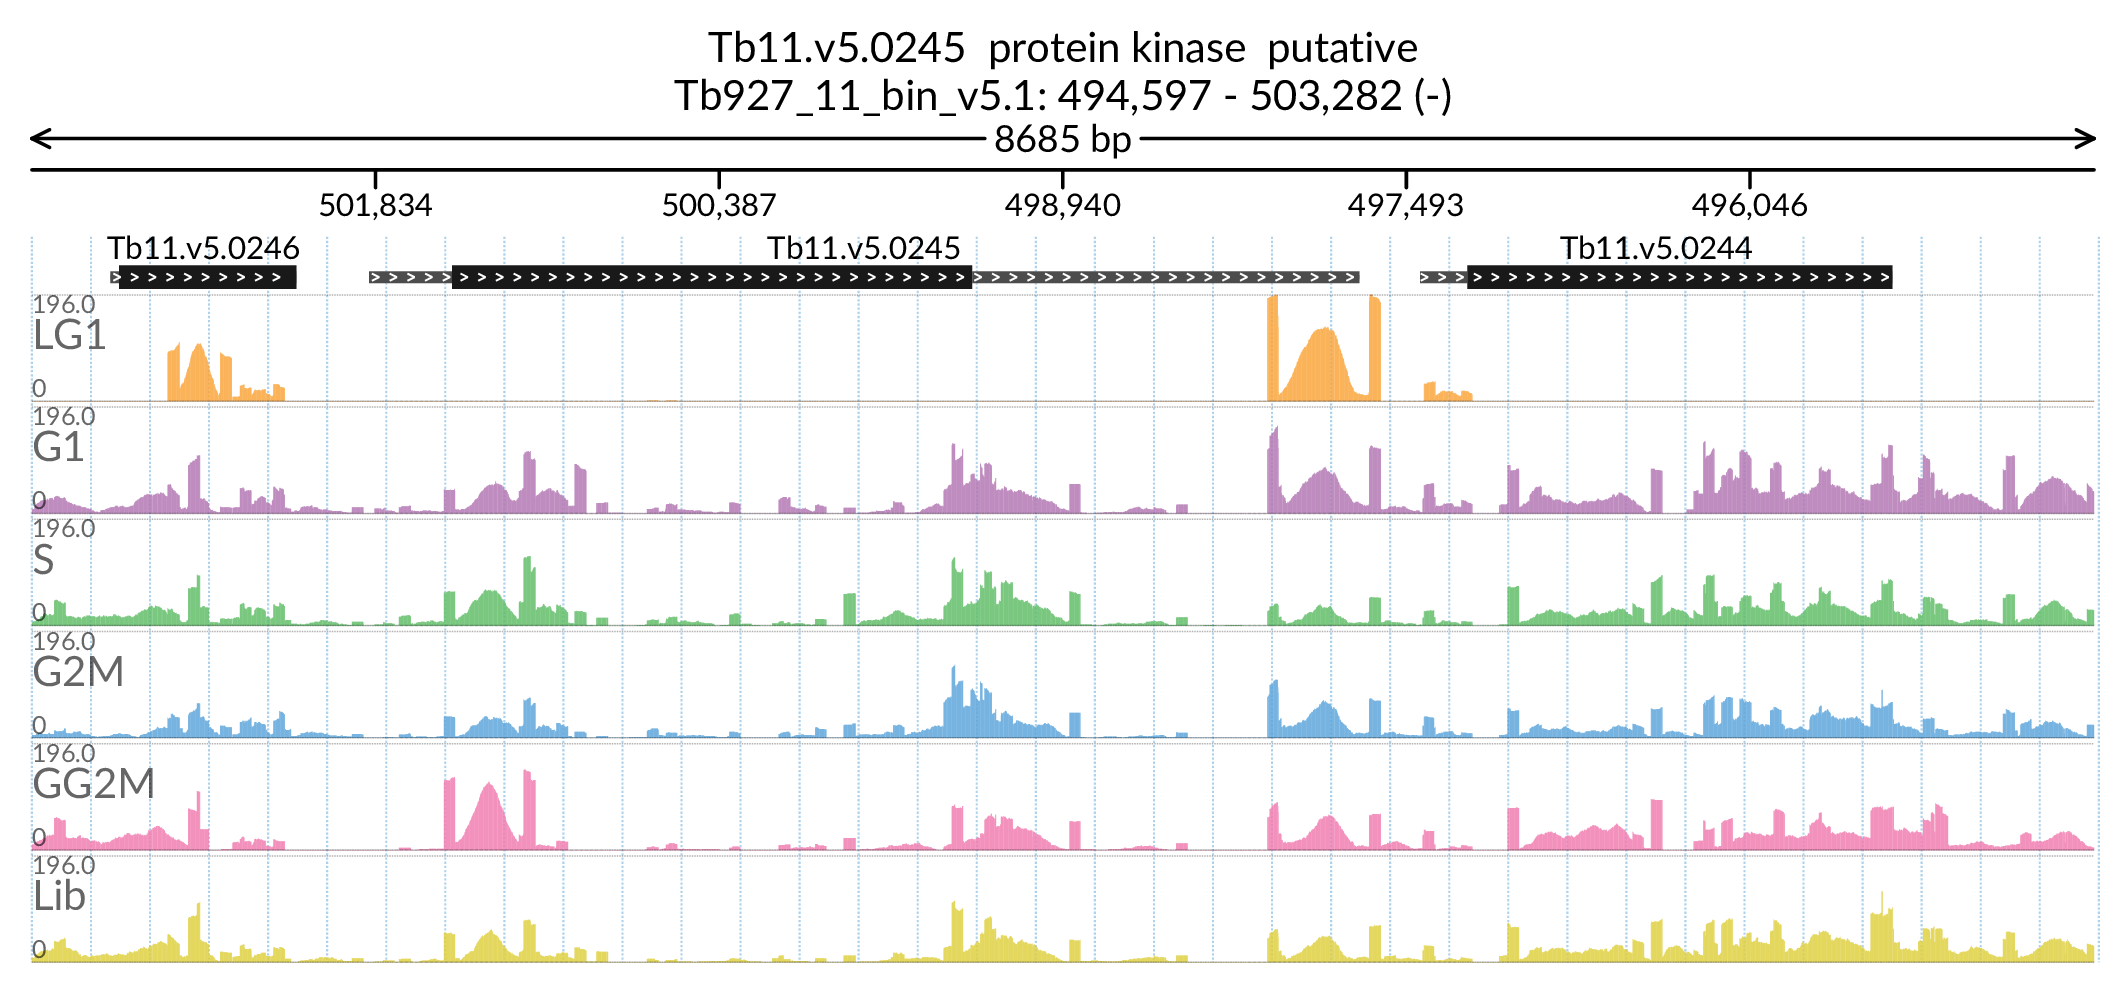 Tb11.v5.0245 protein kinase putative
Tb927_11_bin_v5.1: 494,597 - 503,282 (-)
8685 bp
501,834 500,387 498,940 497,493 496,046
Tb11.v5.0246 Tb11.v5.0245 Tb11.v5.0244
196.0
LG1
0
196.0
G1
0
196.0
S
0
196.0
G2M
0
196.0
GG2M
0
196.0
Lib
0